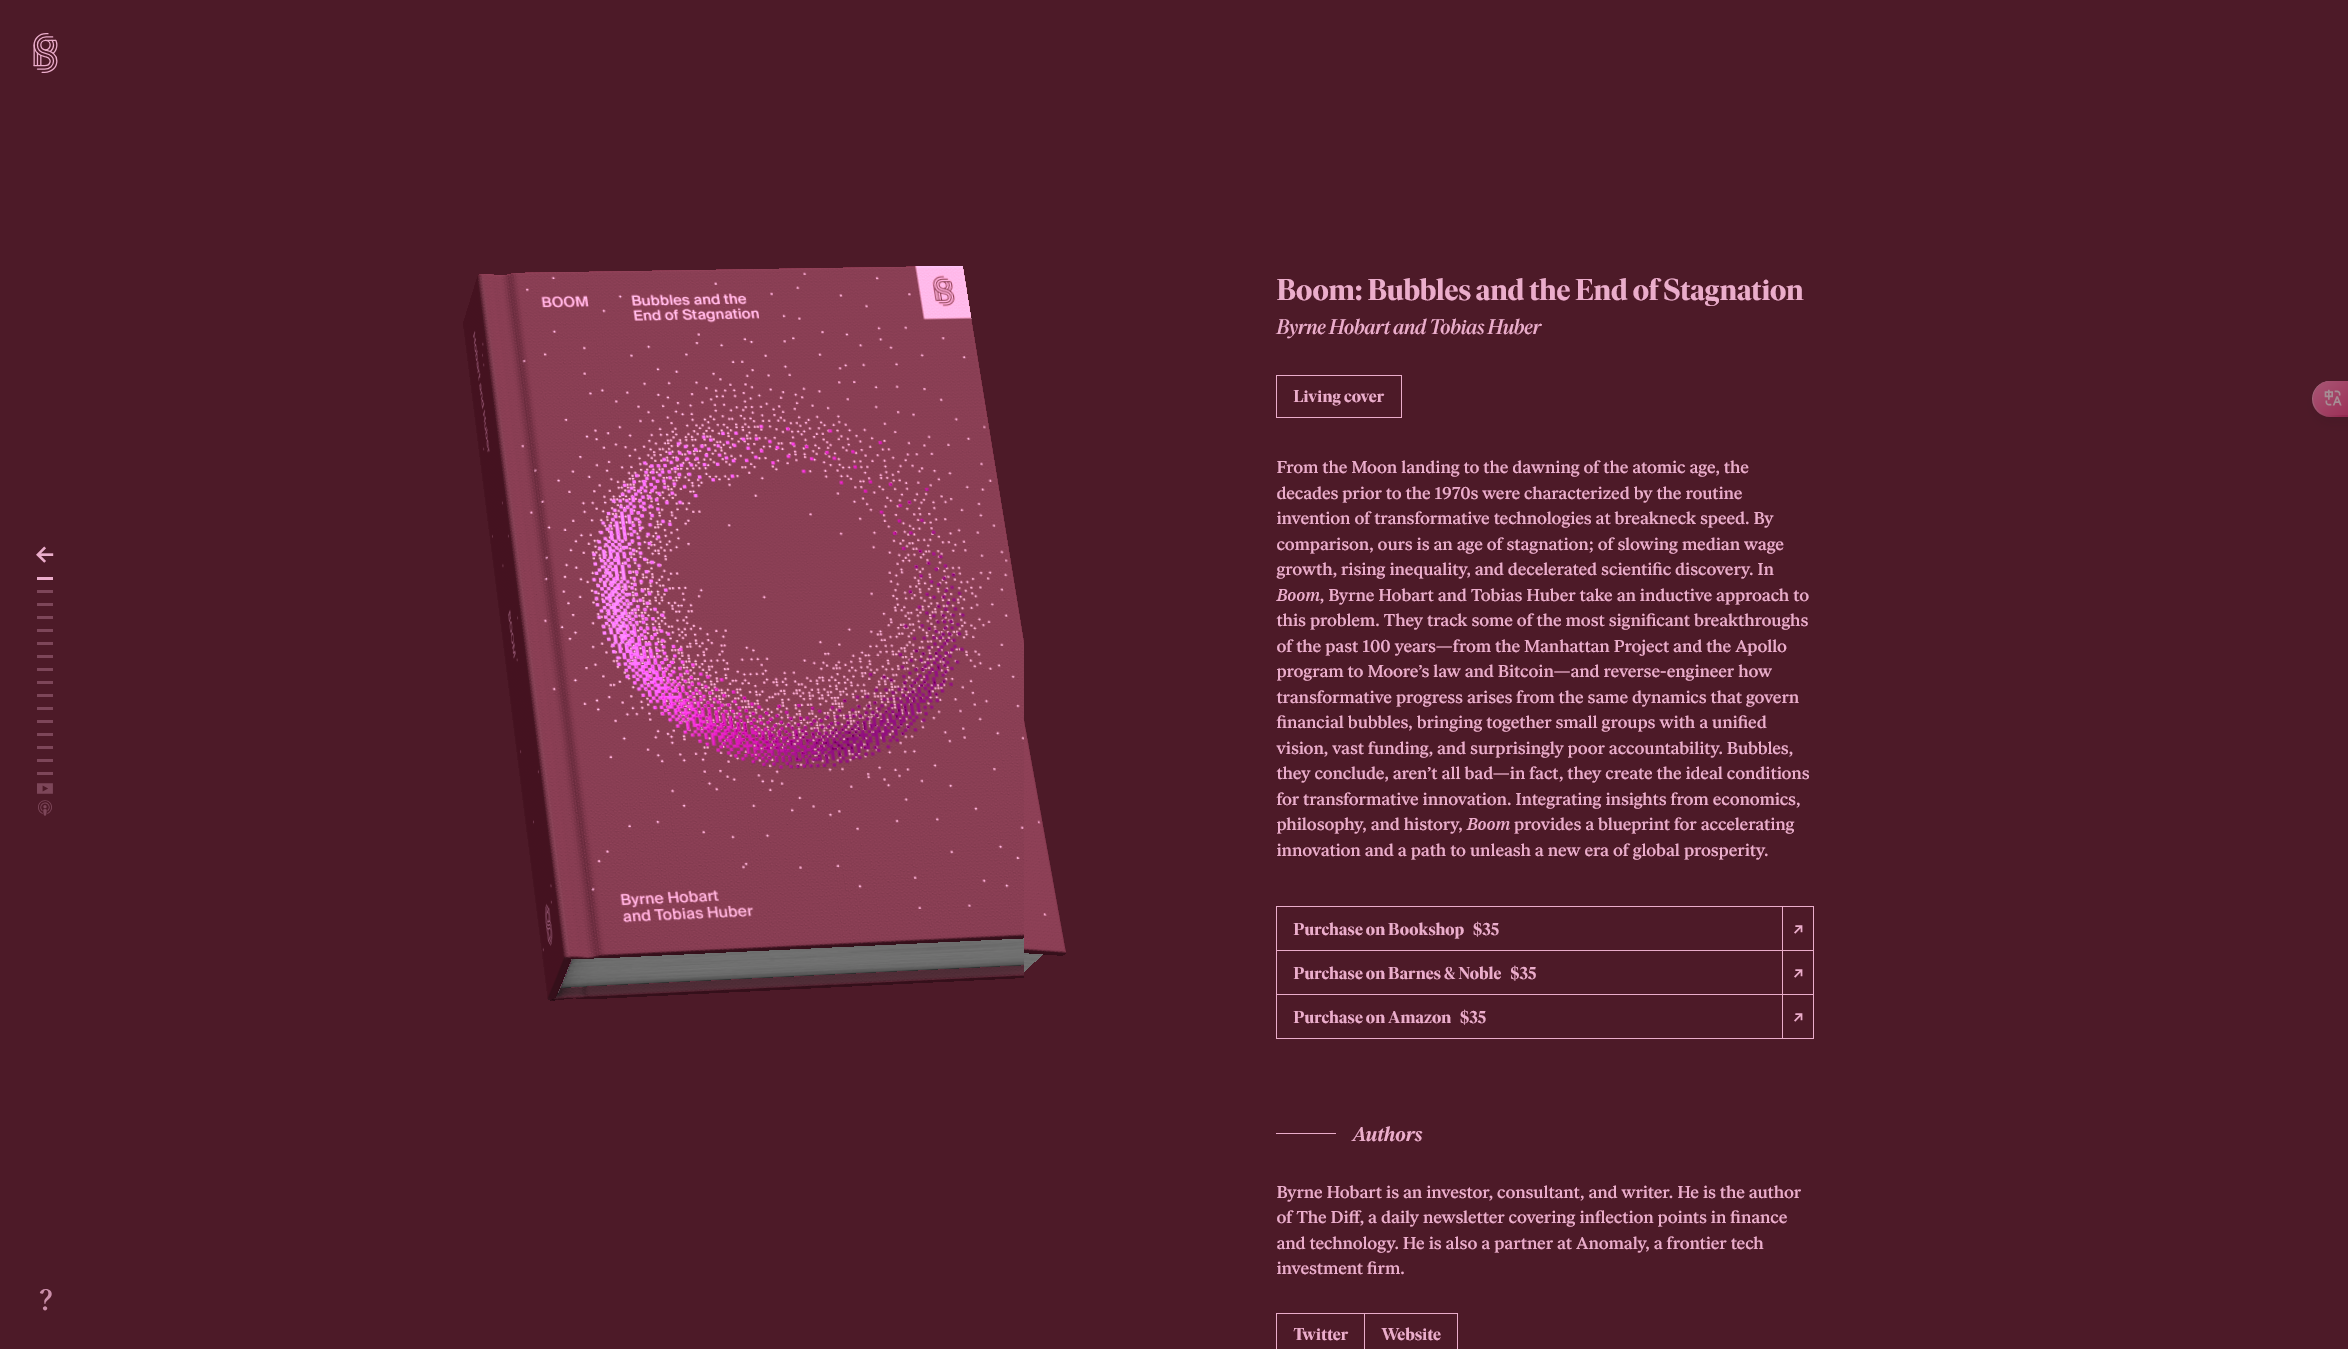 BOOM
Bubbles and the
End of Stagnation
Byrne Hobart
and Tobias Huber
Boom: Bubbles and the End of Stagnation
Byrne Hobart and Tobias Huber
Living cover
From the Moon landing to the dawning of the atomic age, the
decades prior to the 1970s were characterized by the routine
invention of transformative technologies at breakneck speed. By
comparison, ours is an age of stagnation; of slowing median wage
growth, rising inequality, and decelerated scientific discovery. In
Boom, Byrne Hobart and Tobias Huber take an inductive approach to
this problem. They track some of the most significant breakthroughs
of the past 100 years—from the Manhattan Project and the Apollo
program to Moore’s law and Bitcoin—and reverse-engineer how
transformative progress arises from the same dynamics that govern
financial bubbles, bringing together small groups with a unified
vision, vast funding, and surprisingly poor accountability. Bubbles,
they conclude, aren’t all bad—in fact, they create the ideal conditions
for transformative innovation. Integrating insights from economics,
philosophy, and history, Boom provides a blueprint for accelerating
innovation and a path to unleash a new era of global prosperity.
Purchase on Bookshop $35
Purchase on Barnes & Noble $35
Purchase on Amazon $35
Authors
Byrne Hobart is an investor, consultant, and writer. He is the author
of The Diff, a daily newsletter covering inflection points in finance
and technology. He is also a partner at Anomaly, a frontier tech
investment firm.
Twitter
Website
?